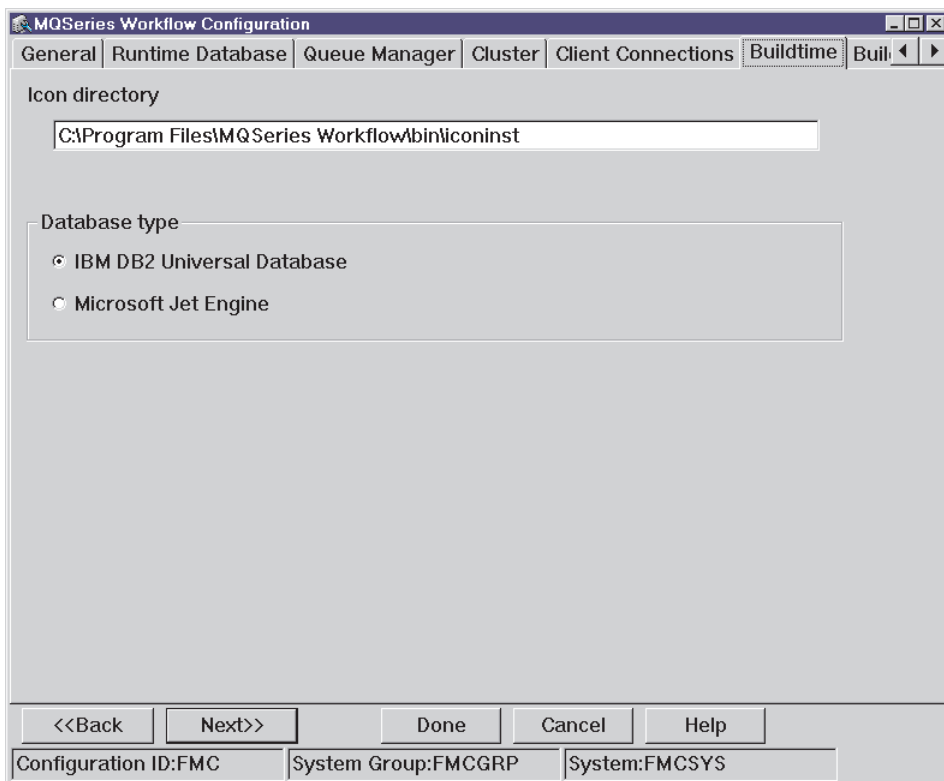 MQSeries Workflow Configuration
General Runtime Database Queue Manager Cluster Client Connections Buildtime Buil
Icon directory
C:\Program Files\MQSeries Workflow\bin\iconinst
Database type
IBM DB2 Universal Database
Microsoft Jet Engine
<<Back Next>> Done Cancel Help
Configuration ID:FMC System Group:FMCGRP System:FMCSYS